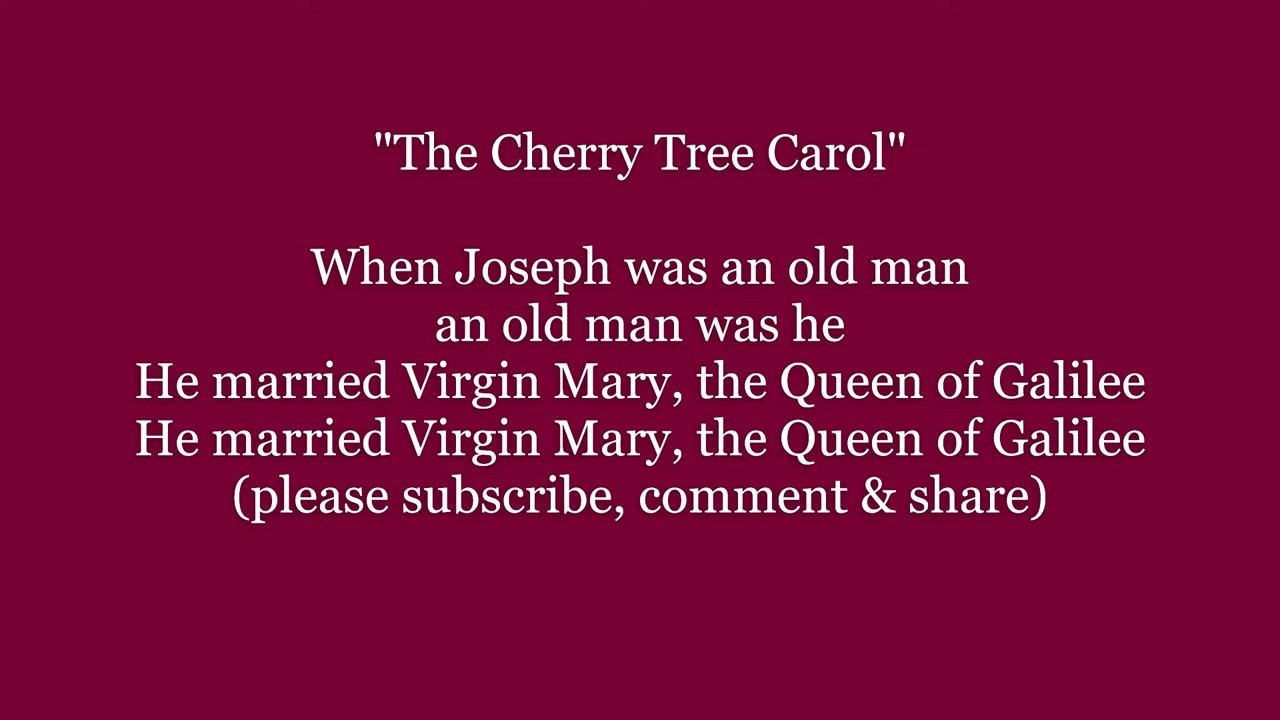 "The Cherry Tree Carol"
When Joseph was an old man
an old man was he
He married Virgin Mary, the Queen of Galilee
He married Virgin Mary, the Queen of Galilee
(please subscribe, comment & share)